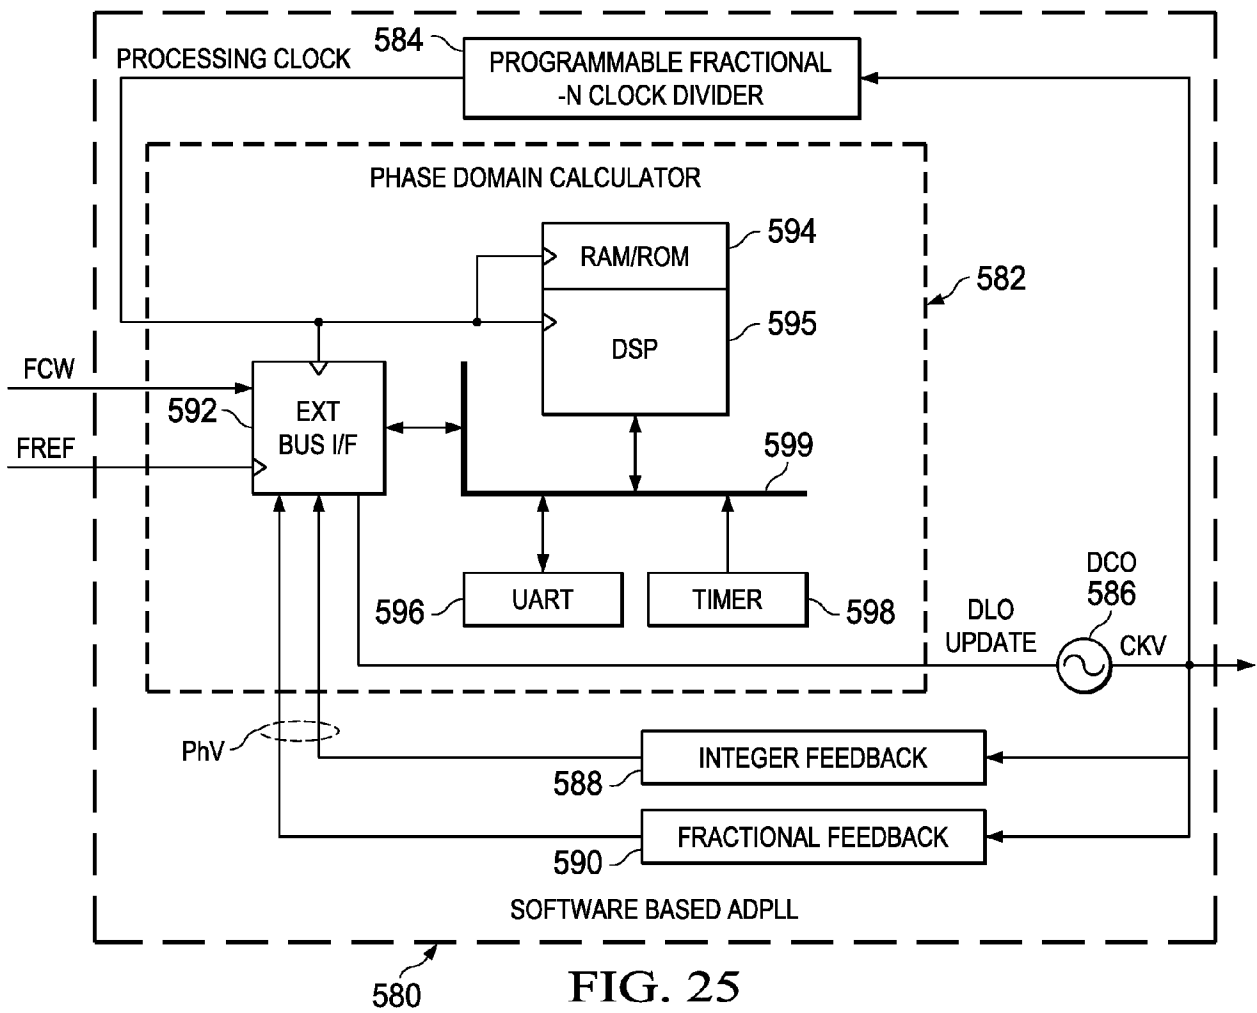 584
PROCESSING CLOCK
PROGRAMMABLE FRACTIONAL
-N CLOCK DIVIDER
PHASE DOMAIN CALCULATOR
594
RAM/ROM
582
595
DSP
FCW
592
EXT
BUS I/F
FREF
599
DCO
586
596
UART
TIMER
598
DLO
UPDATE
CKV
PhV
INTEGER FEEDBACK
588
FRACTIONAL FEEDBACK
590
SOFTWARE BASED ADPLL
580
FIG. 25